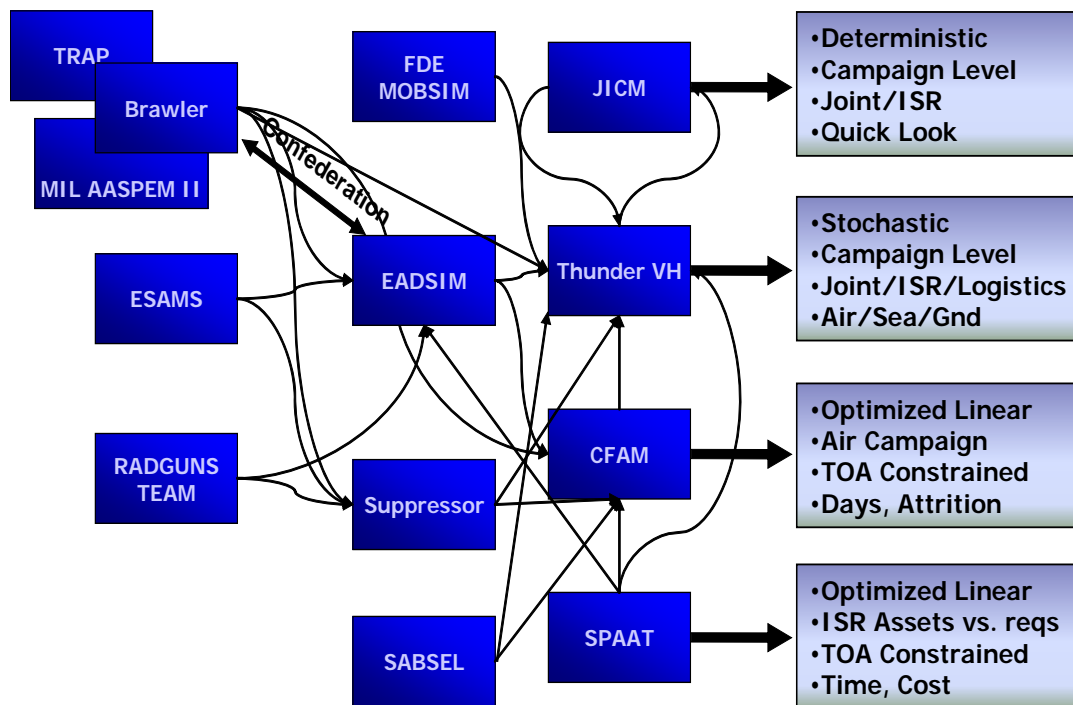 TRAP
Brawler
MIL AASPEM II
Confederation
ESAMS
RADGUNS
TEAM
FDE
MOBSIM
EADSIM
Suppressor
SABSEL
JICM
Thunder VH
CFAM
SPAAT
•Deterministic
•Campaign Level
•Joint/ISR
•Quick Look
•Stochastic
•Campaign Level
•Joint/ISR/Logistics
•Air/Sea/Gnd
•Optimized Linear
•Air Campaign
•TOA Constrained
•Days, Attrition
•Optimized Linear
•ISR Assets vs. reqs
•TOA Constrained
•Time, Cost